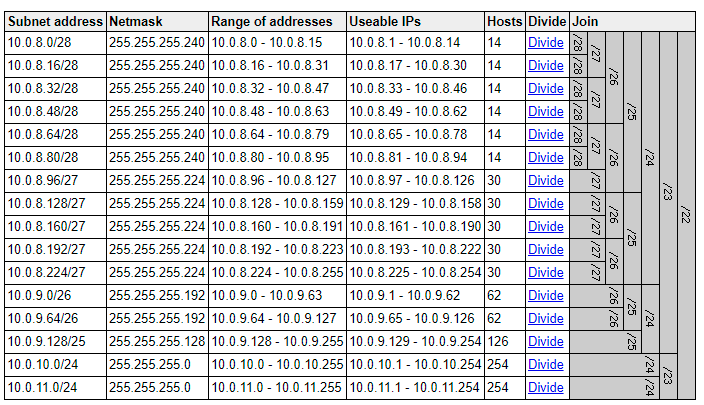 Subnet address Netmask Range of addresses Useable IPs Hosts Divide Join
10.0.8.0/28 255.255.255.240 10.0.8.0 - 10.0.8.15 10.0.8.1 - 10.0.8.14 14 Divide /28 /27 /26 /25 /24 /23 /22
10.0.8.16/28 255.255.255.240 10.0.8.16 - 10.0.8.31 10.0.8.17 - 10.0.8.30 14 Divide /28
10.0.8.32/28 255.255.255.240 10.0.8.32 - 10.0.8.47 10.0.8.33 - 10.0.8.46 14 Divide /28 /27
10.0.8.48/28 255.255.255.240 10.0.8.48 - 10.0.8.63 10.0.8.49 - 10.0.8.62 14 Divide /28
10.0.8.64/28 255.255.255.240 10.0.8.64 - 10.0.8.79 10.0.8.65 - 10.0.8.78 14 Divide /28 /27 /26
10.0.8.80/28 255.255.255.240 10.0.8.80 - 10.0.8.95 10.0.8.81 - 10.0.8.94 14 Divide /28
10.0.8.96/27 255.255.255.224 10.0.8.96 - 10.0.8.127 10.0.8.97 - 10.0.8.126 30 Divide /27
10.0.8.128/27 255.255.255.224 10.0.8.128 - 10.0.8.159 10.0.8.129 - 10.0.8.158 30 Divide /27 /26 /25
10.0.8.160/27 255.255.255.224 10.0.8.160 - 10.0.8.191 10.0.8.161 - 10.0.8.190 30 Divide /27
10.0.8.192/27 255.255.255.224 10.0.8.192 - 10.0.8.223 10.0.8.193 - 10.0.8.222 30 Divide /27 /26
10.0.8.224/27 255.255.255.224 10.0.8.224 - 10.0.8.255 10.0.8.225 - 10.0.8.254 30 Divide /27
10.0.9.0/26 255.255.255.192 10.0.9.0 - 10.0.9.63 10.0.9.1 - 10.0.9.62 62 Divide /26 /25 /24
10.0.9.64/26 255.255.255.192 10.0.9.64 - 10.0.9.127 10.0.9.65 - 10.0.9.126 62 Divide /26
10.0.9.128/25 255.255.255.128 10.0.9.128 - 10.0.9.255 10.0.9.129 - 10.0.9.254 126 Divide /25
10.0.10.0/24 255.255.255.0 10.0.10.0 - 10.0.10.255 10.0.10.1 - 10.0.10.254 254 Divide /24 /23
10.0.11.0/24 255.255.255.0 10.0.11.0 - 10.0.11.255 10.0.11.1 - 10.0.11.254 254 Divide /24